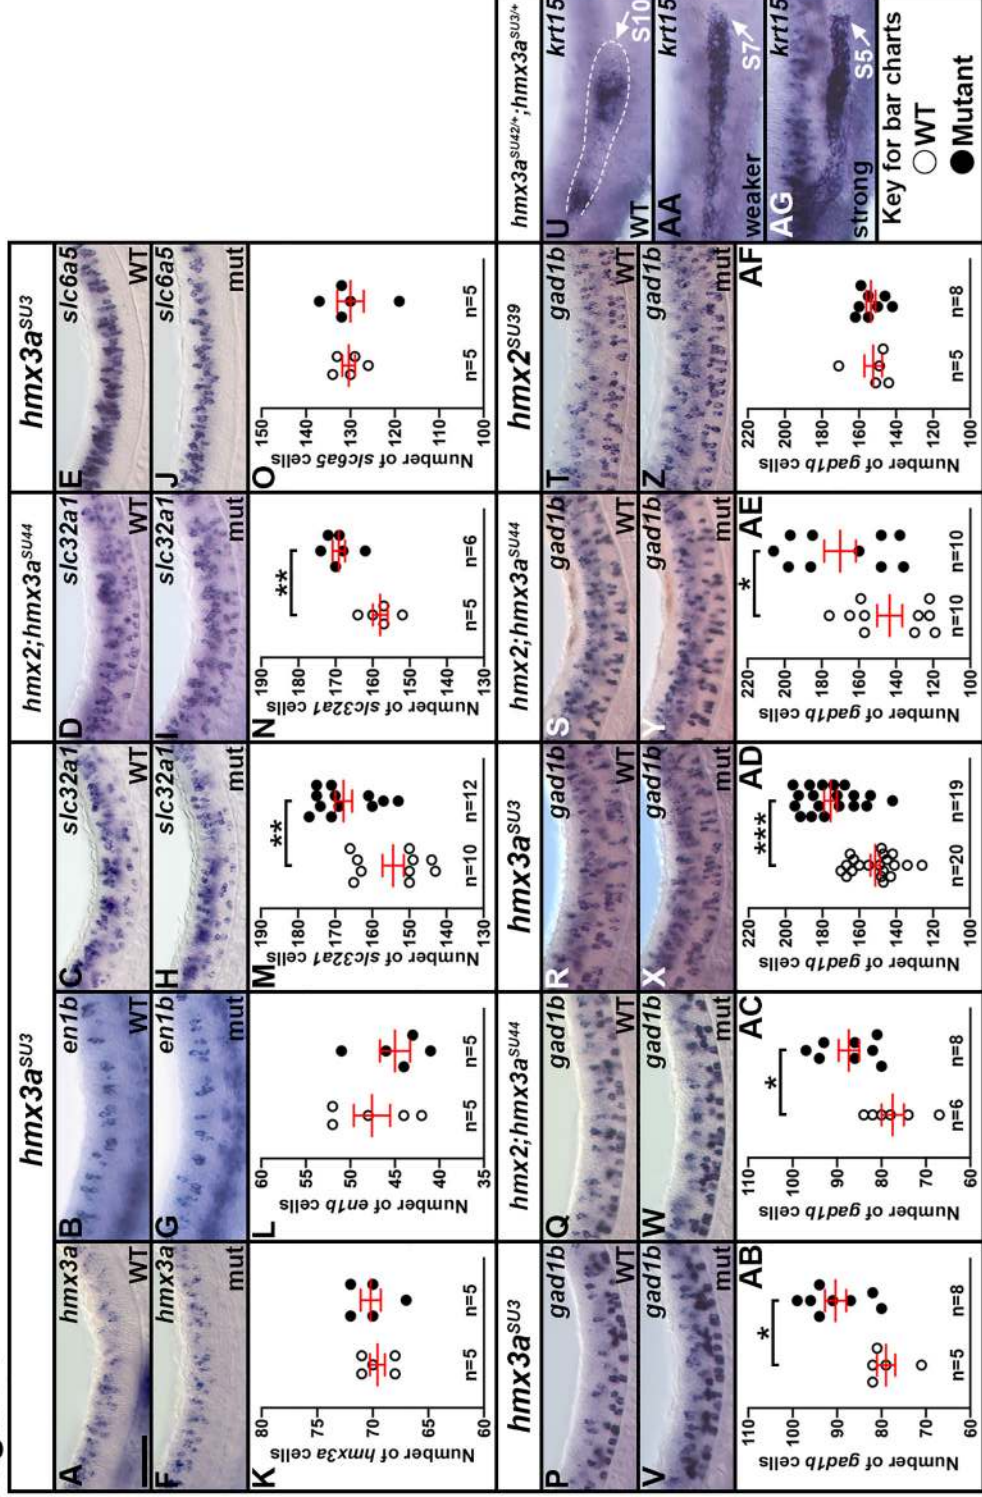 hmx3a^SU3
hmx2;hmx3a^SU44
hmx3a^SU3
A hmx3a WT
B en1b WT
C slc32a1 WT
D slc32a1 WT
E slc6a5 WT
F hmx3a mut
G en1b mut
H slc32a1 mut
I slc32a1 mut
J slc6a5 mut
K
Number of hmx3a cells
80
75
70
65
60
n=5 n=5
L
Number of en1b cells
60
55
50
45
40
35
n=5 n=5
M
Number of slc32a1 cells
190
180
170
160
150
140
130
**
n=10 n=12
N
Number of slc32a1 cells
190
180
170
160
150
140
130
**
n=5 n=6
O
Number of slc6a5 cells
150
140
130
120
110
100
n=5 n=5
hmx3a^SU3
hmx2;hmx3a^SU44
hmx3a^SU3
hmx2;hmx3a^SU44
hmx2^SU39
hmx3a^SU42/+;hmx3a^SU3/+
P gad1b WT
Q gad1b WT
R gad1b WT
S gad1b WT
T gad1b WT
U krt15 WT S10
V gad1b mut
W gad1b mut
X gad1b mut
Y gad1b mut
Z gad1b mut
AA krt15 weaker S7
AB
Number of gad1b cells
110
100
90
80
70
60
*
n=5 n=8
AC
Number of gad1b cells
100
90
80
70
60
*
n=6 n=8
AD
Number of gad1b cells
220
200
180
160
140
120
100
***
n=20 n=19
AE
Number of gad1b cells
220
200
180
160
140
120
100
*
n=10 n=10
AF
Number of gad1b cells
220
200
180
160
140
120
100
n=5 n=8
AG krt15 strong S5
Key for bar charts
WT
Mutant